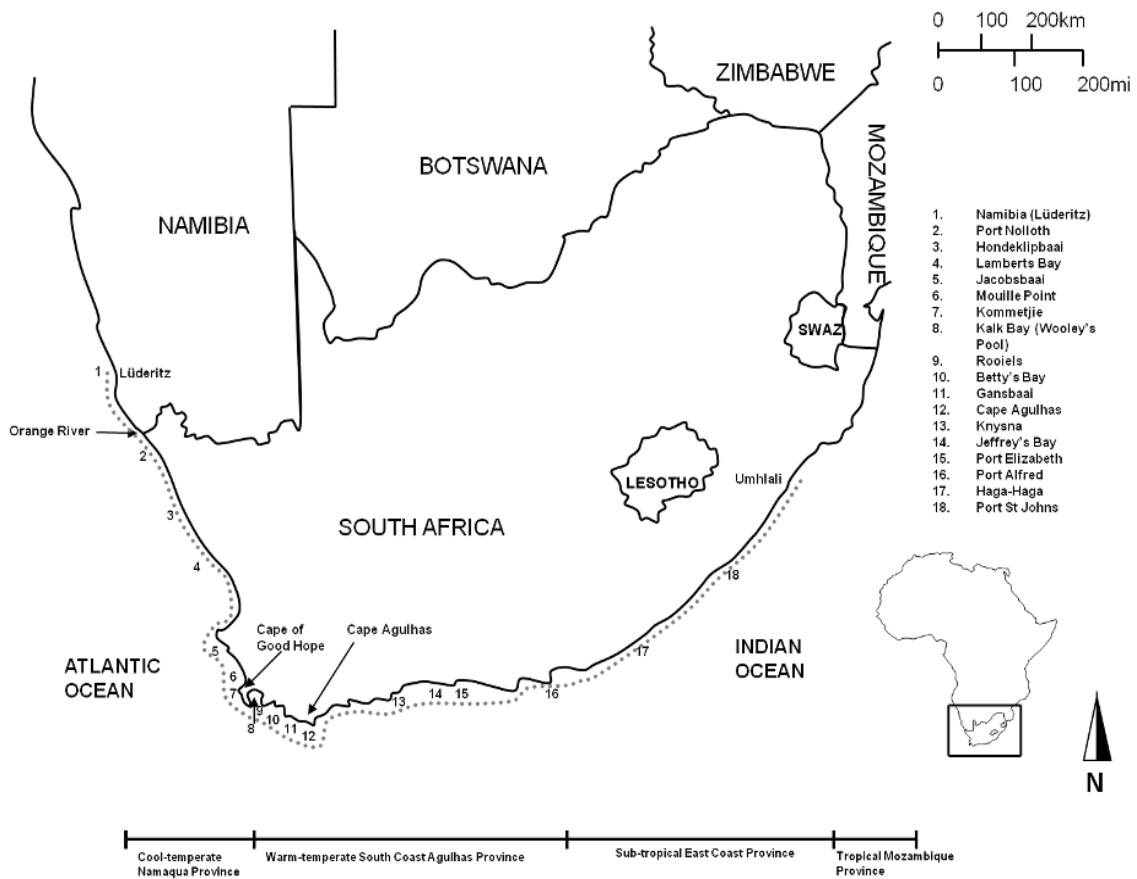 0 100 200km
0 100 200mi
ZIMBABWE
MOZAMBIQUE
BOTSWANA
NAMIBIA
1. Namibia (Lüderitz)
2 Port Nolloth
3. Hondeklipbaai
4. Lamberts Bay
5. Jacobsbaai
6. Mouille Point
7. Kommetjie
8. Kalk Bay (Wooley's
Pool)
9. Rooiels
10. Betty's Bay
11. Gansbaai
12. Cape Agulhas
13. Knysna
14. Jeffrey's Bay
15. Port Elizabeth
16. Port Alfred
17. Haga-Haga
18. Port St Johns
SWAZ
1 Lüderitz
Orange River
2
LESOTHO
Umhlali
3
SOUTH AFRICA
4
18
Cape of
Good Hope
Cape Agulhas
5
17
ATLANTIC
OCEAN
INDIAN
OCEAN
6
7
8
9
10
11
12
13
14
15
16
N
Cool-temperate
Namaqua Province
Warm-temperate South Coast Agulhas Province
Sub-tropical East Coast Province
Tropical Mozambique
Province